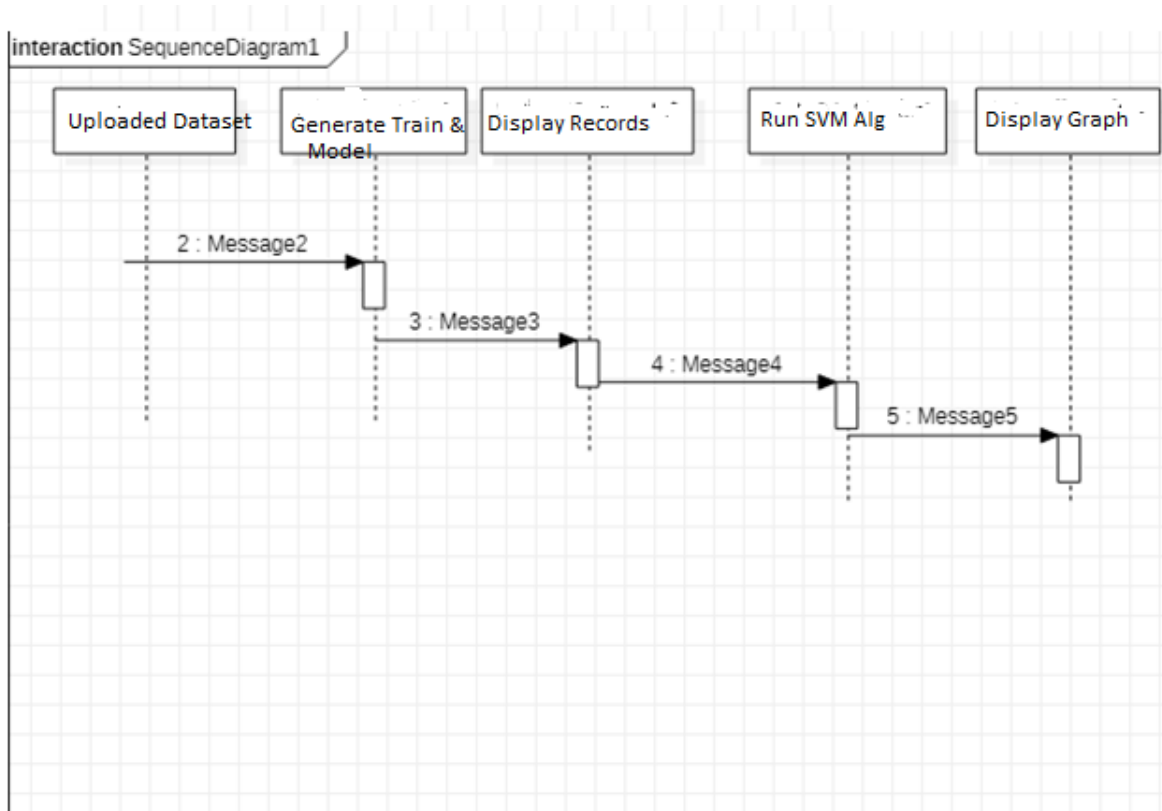 interaction SequenceDiagram1
Uploaded Dataset
Generate Train &
Model
Display Records
Run SVM Alg
Display Graph
2 : Message2
3 : Message3
4 : Message4
5 : Message5